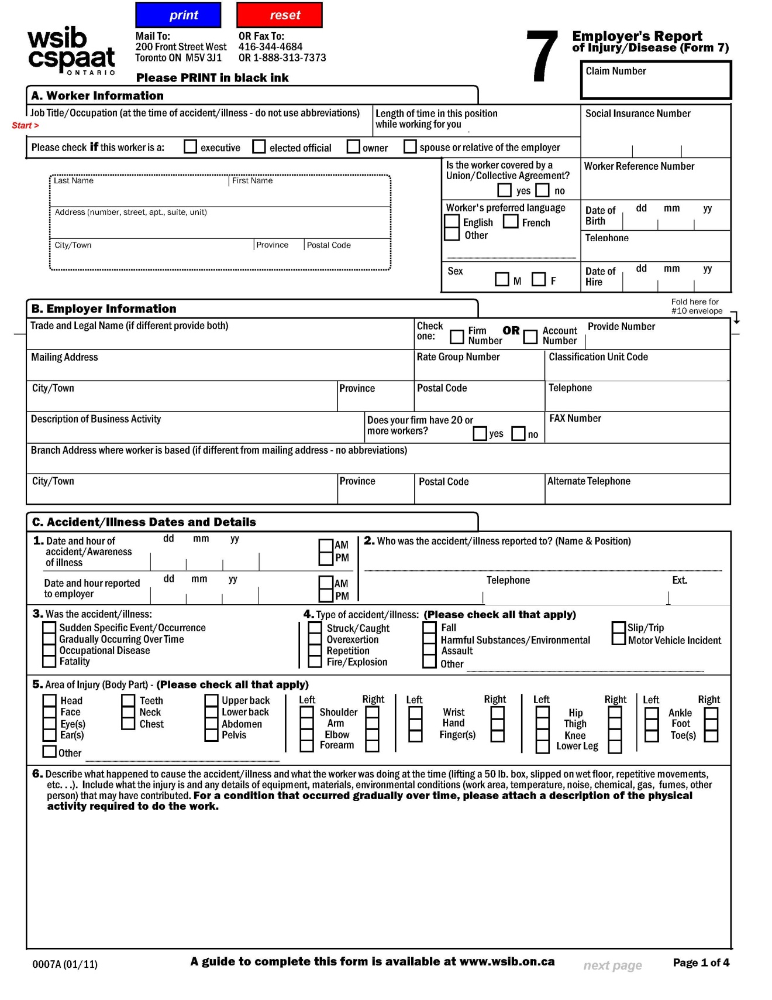 print reset
wsib
cspaat
ONTARIO
Mail To: OR Fax To:
200 Front Street West 416-344-4684
Toronto ON M5V 3J1 OR 1-888-313-7373
Please PRINT in black ink
7
Employer's Report
of Injury/Disease (Form 7)
Claim Number
A. Worker Information
Job Title/Occupation (at the time of accident/illness - do not use abbreviations)
Start >
Length of time in this position
while working for you
Social Insurance Number
Please check if this worker is a: executive elected official owner spouse or relative of the employer
Last Name First Name
Address (number, street, apt., suite, unit)
City/Town Province Postal Code
Is the worker covered by a
Union/Collective Agreement?
yes no
Worker Reference Number
Worker's preferred language
English French
Other
Date of dd mm yy
Birth
Telephone
Sex M F
Date of dd mm yy
Hire
Fold here for
#10 envelope
B. Employer Information
Trade and Legal Name (if different provide both)
Check
one:
Firm
Number
OR
Account
Number
Provide Number
Mailing Address Rate Group Number Classification Unit Code
City/Town Province Postal Code Telephone
Description of Business Activity
Does your firm have 20 or
more workers? yes no
FAX Number
Branch Address where worker is based (if different from mailing address - no abbreviations)
City/Town Province Postal Code Alternate Telephone
C. Accident/Illness Dates and Details
1. Date and hour of dd mm yy
accident/Awareness
of illness
AM
PM
Date and hour reported dd mm yy
to employer
AM
PM
2. Who was the accident/illness reported to? (Name & Position)
Telephone Ext.
3. Was the accident/illness:
Sudden Specific Event/Occurrence
Gradually Occurring Over Time
Occupational Disease
Fatality
4. Type of accident/illness: (Please check all that apply)
Struck/Caught Fall Slip/Trip
Overexertion Harmful Substances/Environmental Motor Vehicle Incident
Repetition Assault
Fire/Explosion Other
5. Area of Injury (Body Part) - (Please check all that apply)
Head Teeth Upper back
Face Neck Lower back
Eye(s) Chest Abdomen
Ear(s) Pelvis
Other
Left Right
Shoulder
Arm
Elbow
Forearm
Left Right
Wrist
Hand
Finger(s)
Left Right
Hip
Thigh
Knee
Lower Leg
Left Right
Ankle
Foot
Toe(s)
6. Describe what happened to cause the accident/illness and what the worker was doing at the time (lifting a 50 lb. box, slipped on wet floor, repetitive movements,
etc. . .). Include what the injury is and any details of equipment, materials, environmental conditions (work area, temperature, noise, chemical, gas, fumes, other
person) that may have contributed. For a condition that occurred gradually over time, please attach a description of the physical
activity required to do the work.
0007A (01/11) A guide to complete this form is available at www.wsib.on.ca next page Page 1 of 4